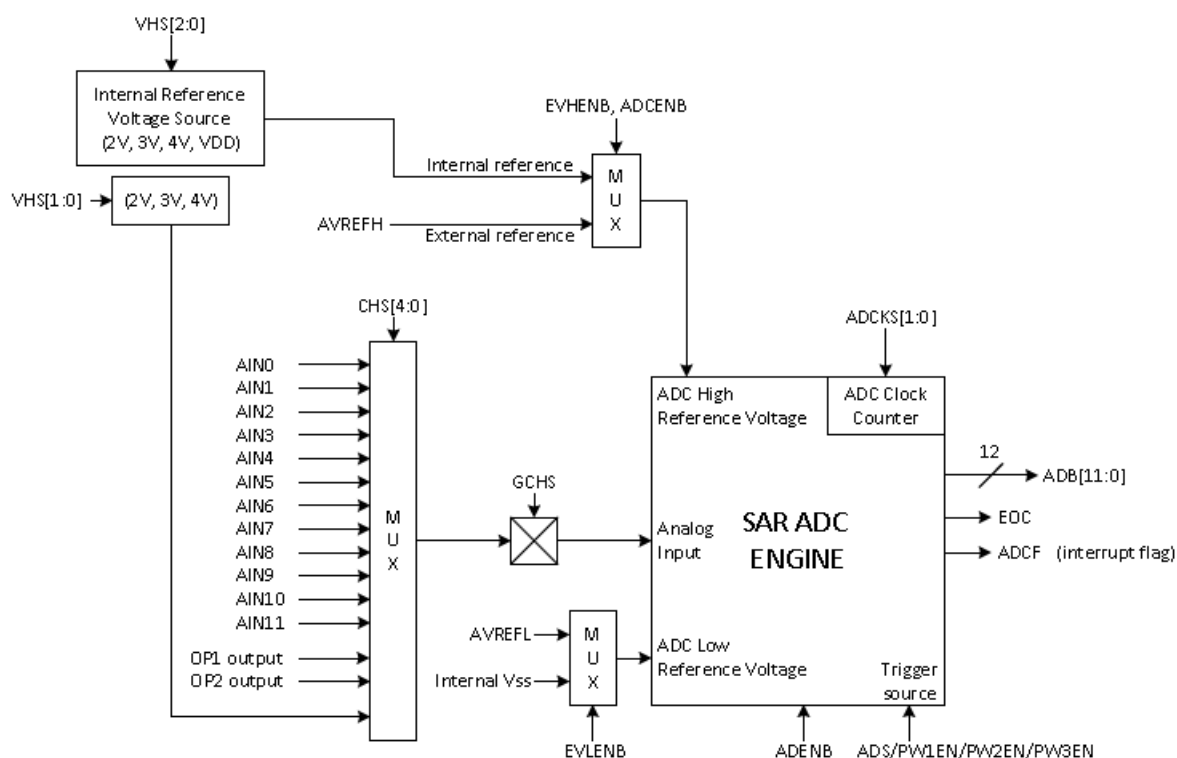 VHS[2:0]
Internal Reference
Voltage Source
(2V, 3V, 4V, VDD)
VHS[1:0]
(2V, 3V, 4V)
EVHENB, ADCENB
Internal reference
AVREFH
External reference
M
U
X
CHS[4:0]
AIN0
AIN1
AIN2
AIN3
AIN4
AIN5
AIN6
AIN7
AIN8
AIN9
AIN10
AIN11
OP1 output
OP2 output
M
U
X
GCHS
AVREFL
Internal Vss
M
U
X
EVLENB
ADCKS[1:0]
ADC High
Reference Voltage
ADC Clock
Counter
Analog
Input
SAR ADC
ENGINE
ADC Low
Reference Voltage
Trigger
source
12
ADB[11:0]
EOC
ADCF (interrupt flag)
ADENB
ADS/PW1EN/PW2EN/PW3EN